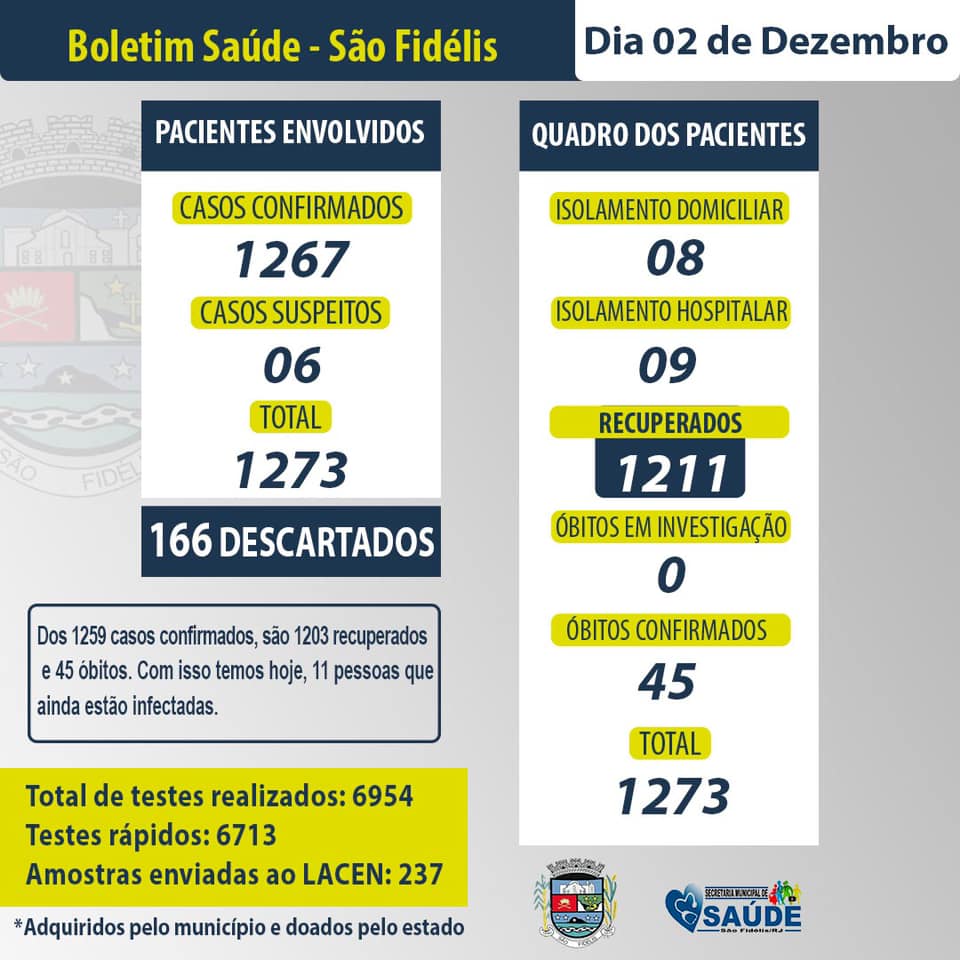 Boletim Saúde - São Fidélis
Dia 02 de Dezembro
PACIENTES ENVOLVIDOS
CASOS CONFIRMADOS
1267
CASOS SUSPEITOS
06
TOTAL
1273
166 DESCARTADOS
Dos 1259 casos confirmados, são 1203 recuperados
e 45 óbitos. Com isso temos hoje, 11 pessoas que
ainda estão infectadas.
Total de testes realizados: 6954
Testes rápidos: 6713
Amostras enviadas ao LACEN: 237
*Adquiridos pelo município e doados pelo estado
QUADRO DOS PACIENTES
ISOLAMENTO DOMICILIAR
08
ISOLAMENTO HOSPITALAR
09
RECUPERADOS
1211
ÓBITOS EM INVESTIGAÇÃO
0
ÓBITOS CONFIRMADOS
45
TOTAL
1273
SÃO FIDÉLIS
SECRETARIA MUNICIPAL DE
SAÚDE
São Fidélis/RJ
SÃO FIDÉL